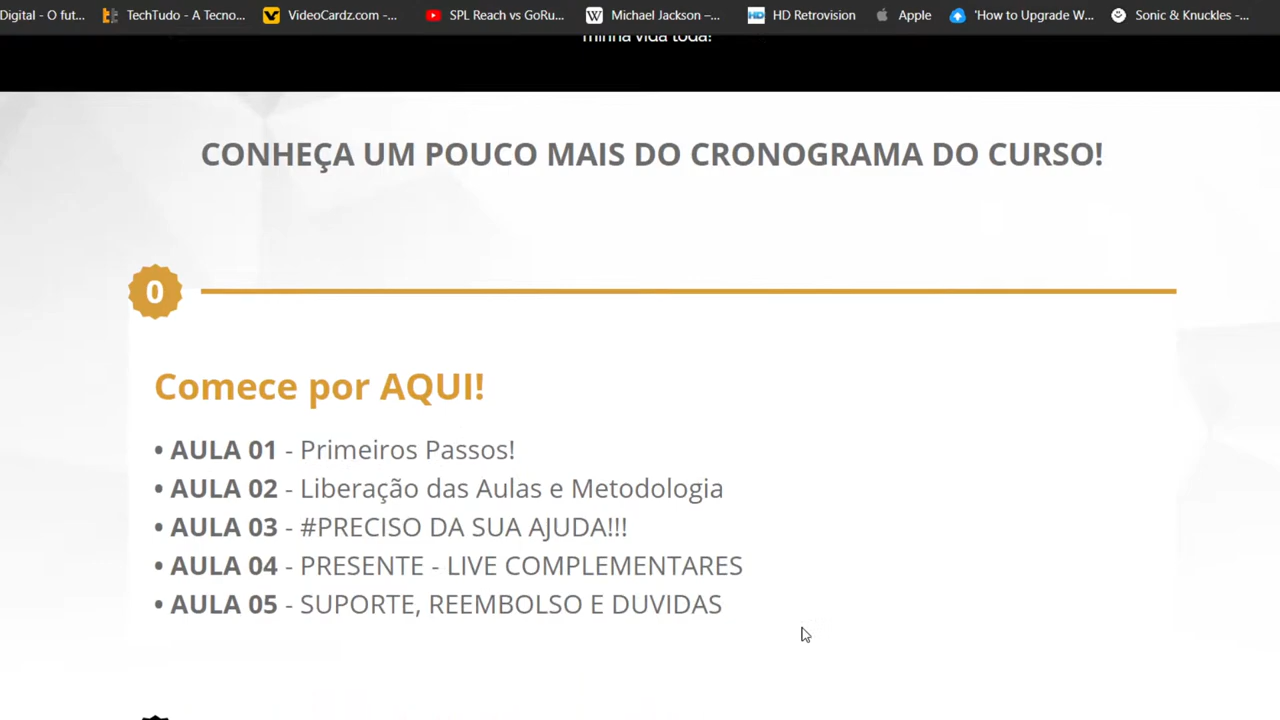 Digital - O fut... TechTudo - A Tecno... VideoCardz.com -... SPL Reach vs GoRu... Michael Jackson –... HD Retrovision Apple 'How to Upgrade W... Sonic & Knuckles -...
minha vida toda!
CONHEÇA UM POUCO MAIS DO CRONOGRAMA DO CURSO!
0
Comece por AQUI!
• AULA 01 - Primeiros Passos!
• AULA 02 - Liberação das Aulas e Metodologia
• AULA 03 - #PRECISO DA SUA AJUDA!!!
• AULA 04 - PRESENTE - LIVE COMPLEMENTARES
• AULA 05 - SUPORTE, REEMBOLSO E DUVIDAS